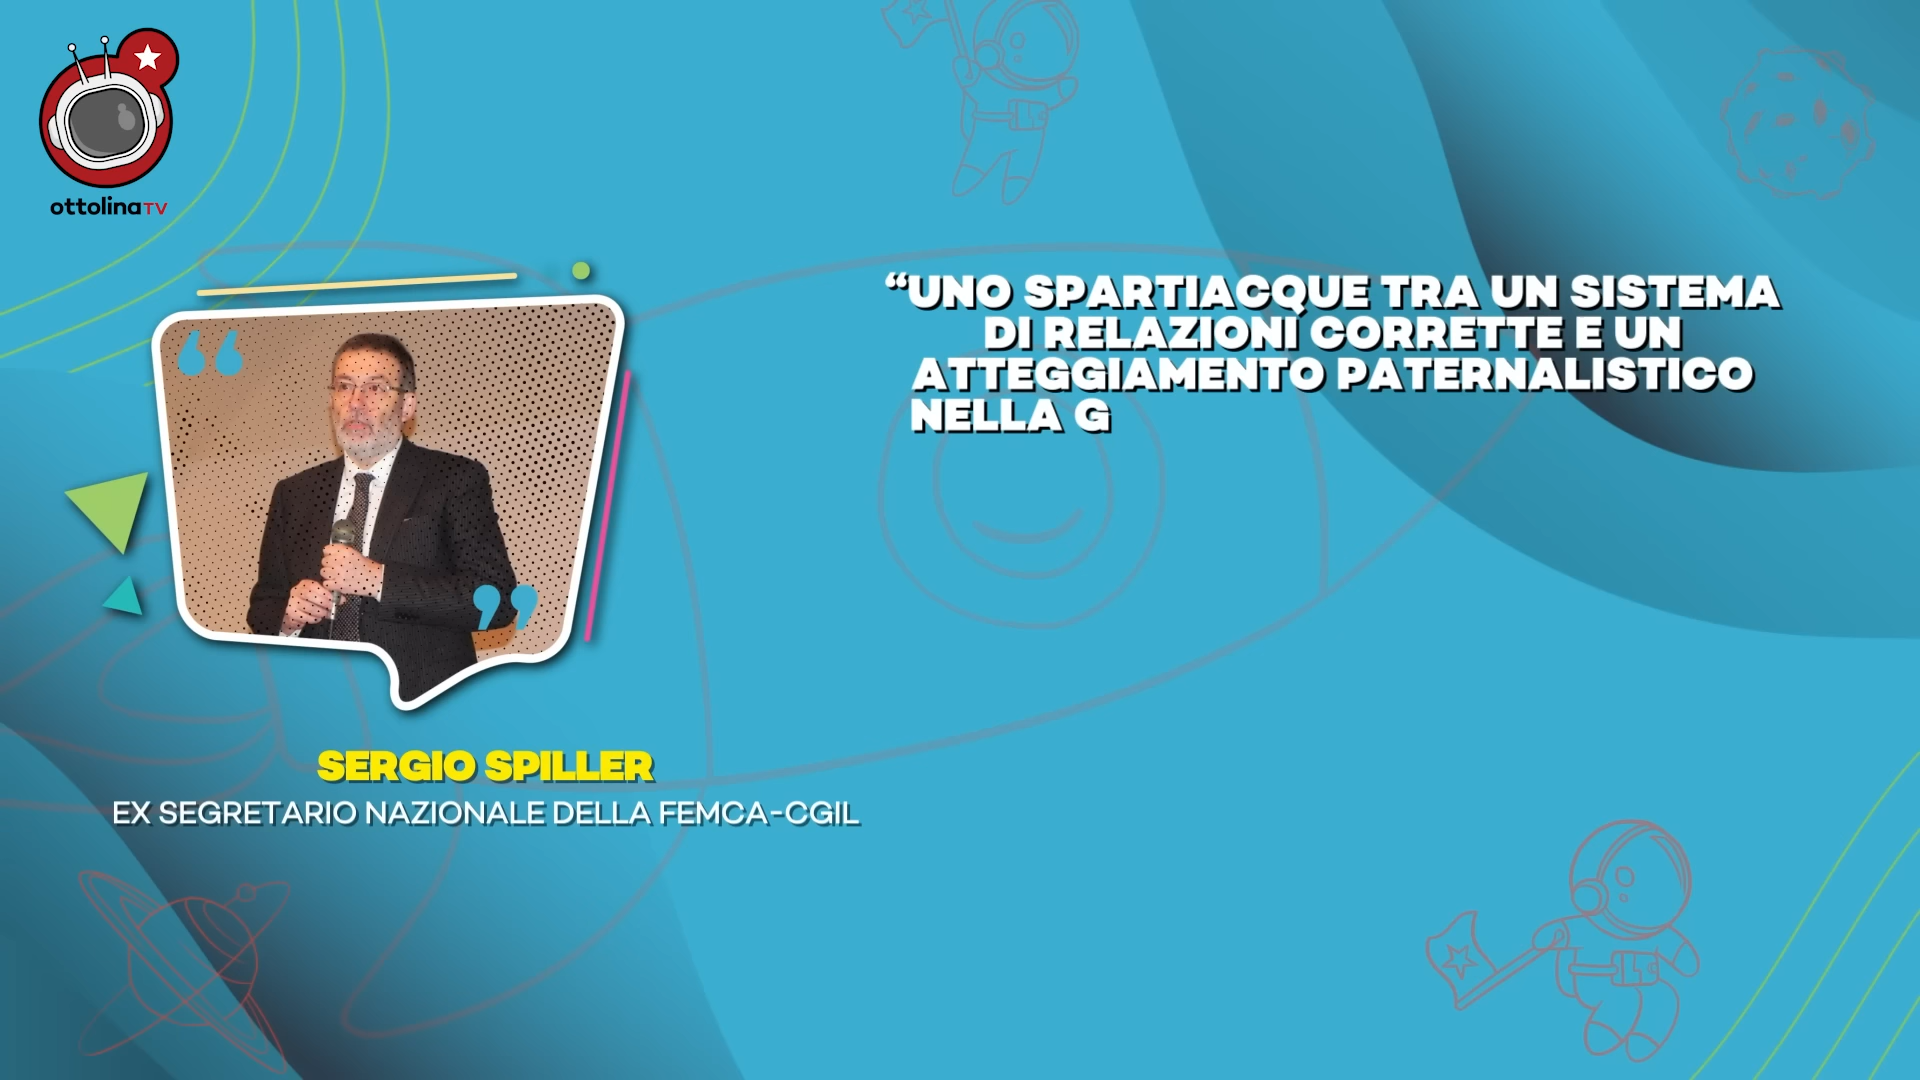 ottolinaTV
“UNO SPARTIACQUE TRA UN SISTEMA
DI RELAZIONI CORRETTE E UN
ATTEGGIAMENTO PATERNALISTICO
NELLA G
SERGIO SPILLER
EX SEGRETARIO NAZIONALE DELLA FEMCA-CGIL